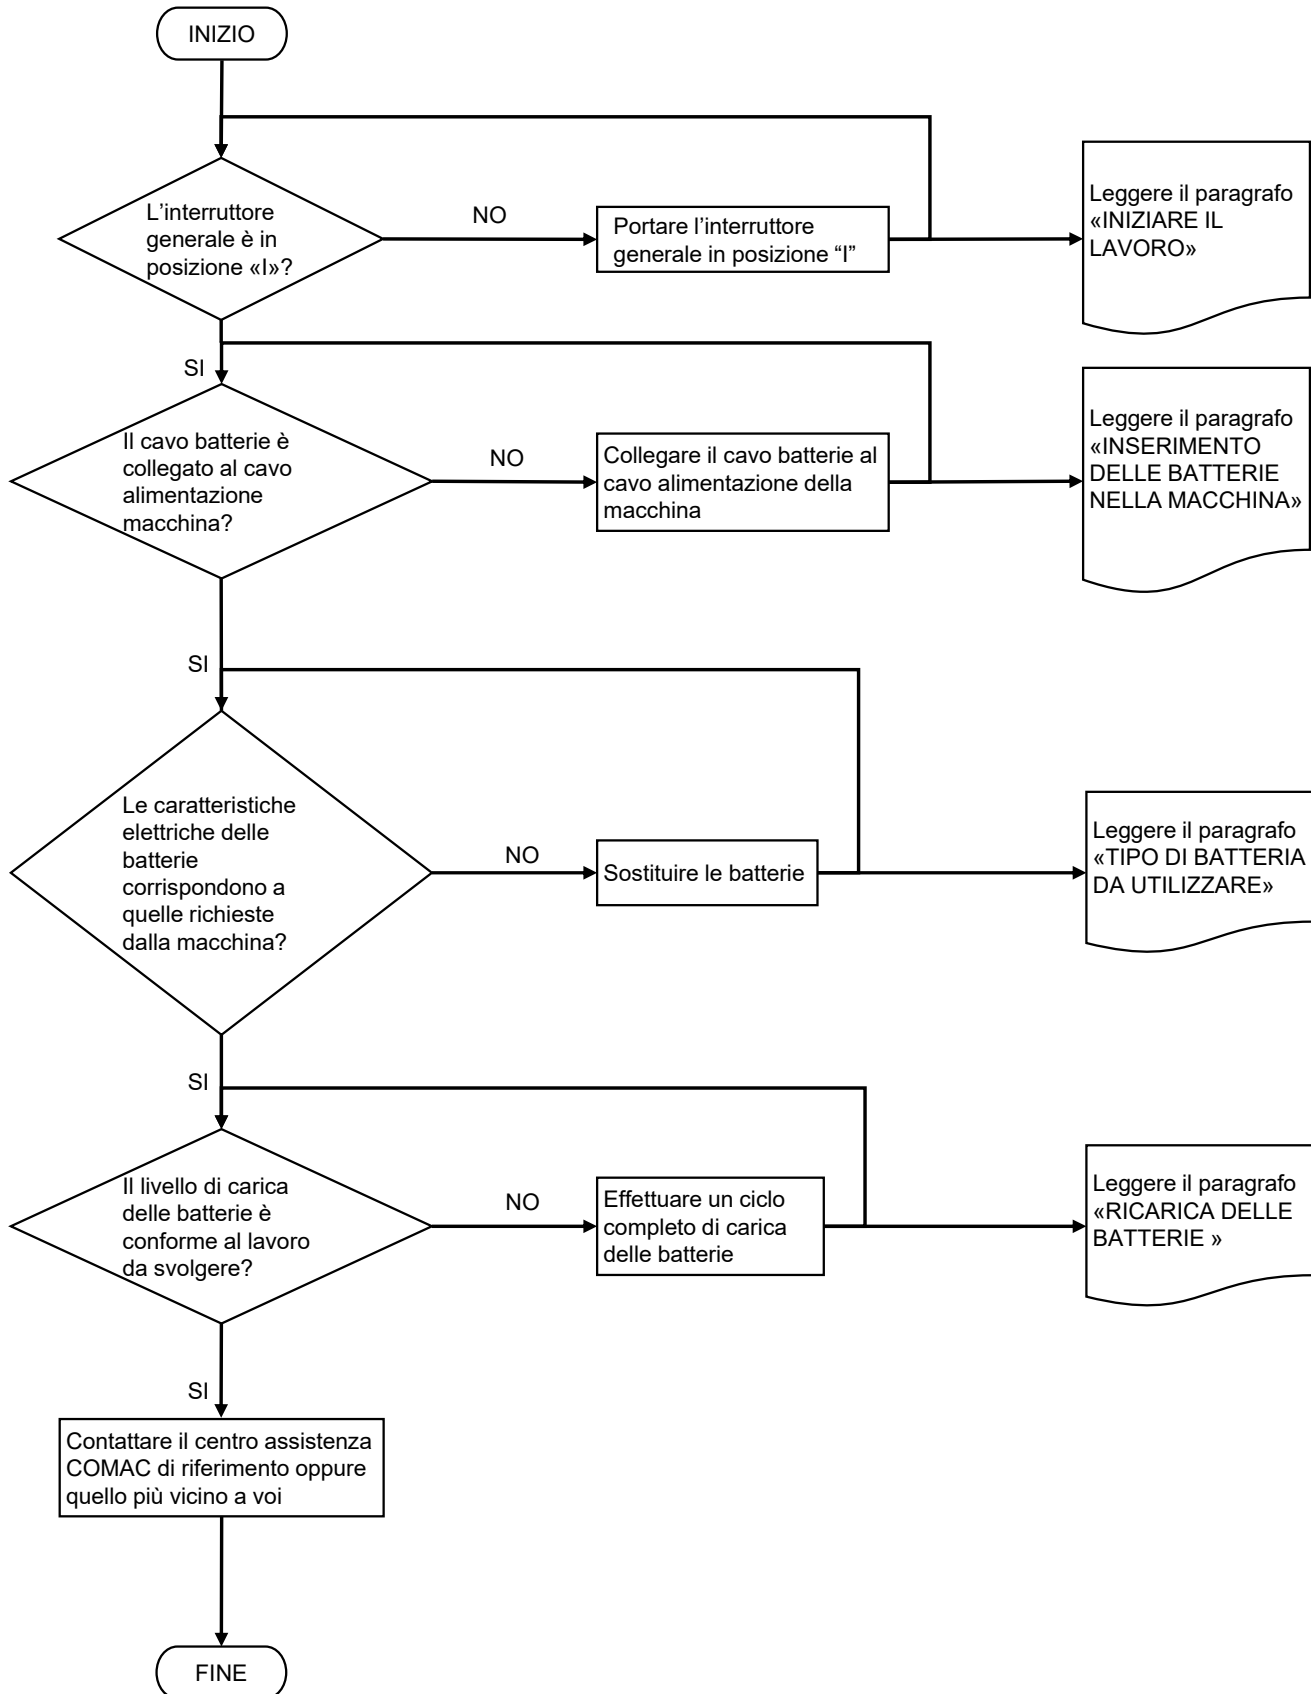 INIZIO
L’interruttore
generale è in
posizione «I»?
NO
Portare l’interruttore
generale in posizione “I”
Leggere il paragrafo
«INIZIARE IL
LAVORO»
SI
Il cavo batterie è
collegato al cavo
alimentazione
macchina?
NO
Collegare il cavo batterie al
cavo alimentazione della
macchina
Leggere il paragrafo
«INSERIMENTO
DELLE BATTERIE
NELLA MACCHINA»
SI
Le caratteristiche
elettriche delle
batterie
corrispondono a
quelle richieste
dalla macchina?
NO
Sostituire le batterie
Leggere il paragrafo
«TIPO DI BATTERIA
DA UTILIZZARE»
SI
Il livello di carica
delle batterie è
conforme al lavoro
da svolgere?
NO
Effettuare un ciclo
completo di carica
delle batterie
Leggere il paragrafo
«RICARICA DELLE
BATTERIE »
SI
Contattare il centro assistenza
COMAC di riferimento oppure
quello più vicino a voi
FINE